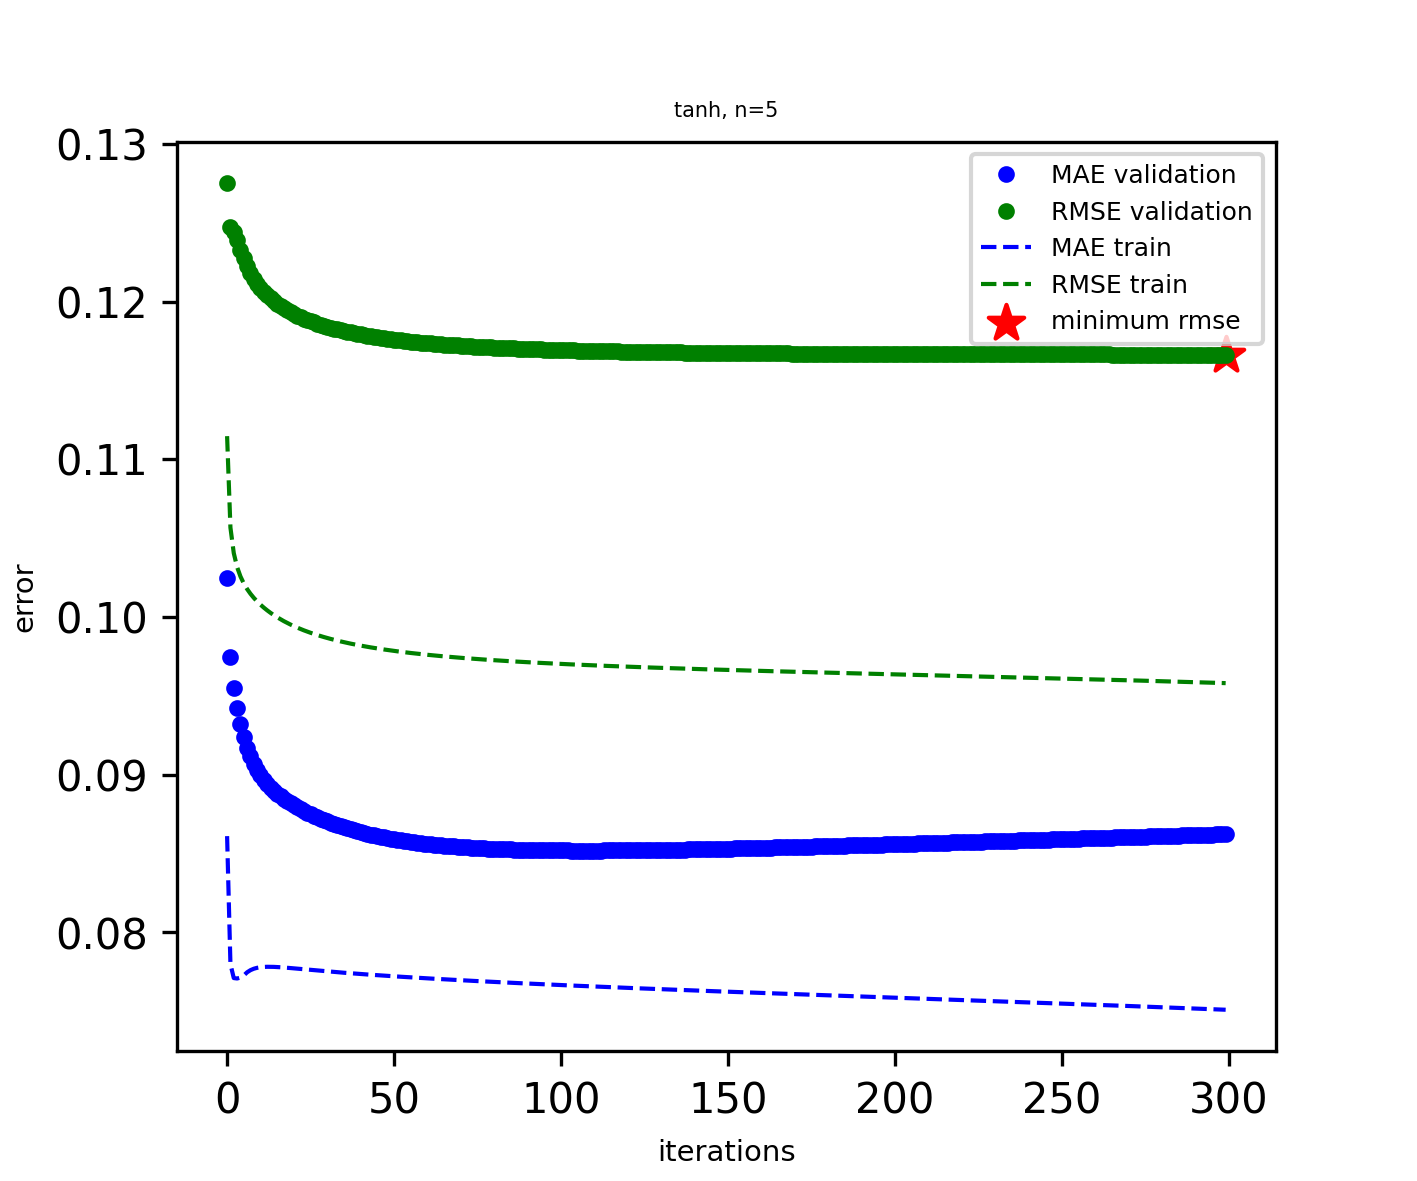 tanh, n=5
0.13
0.12
0.11
0.10
0.09
0.08
error
MAE validation
RMSE validation
MAE train
RMSE train
minimum rmse
0 50 100 150 200 250 300
iterations